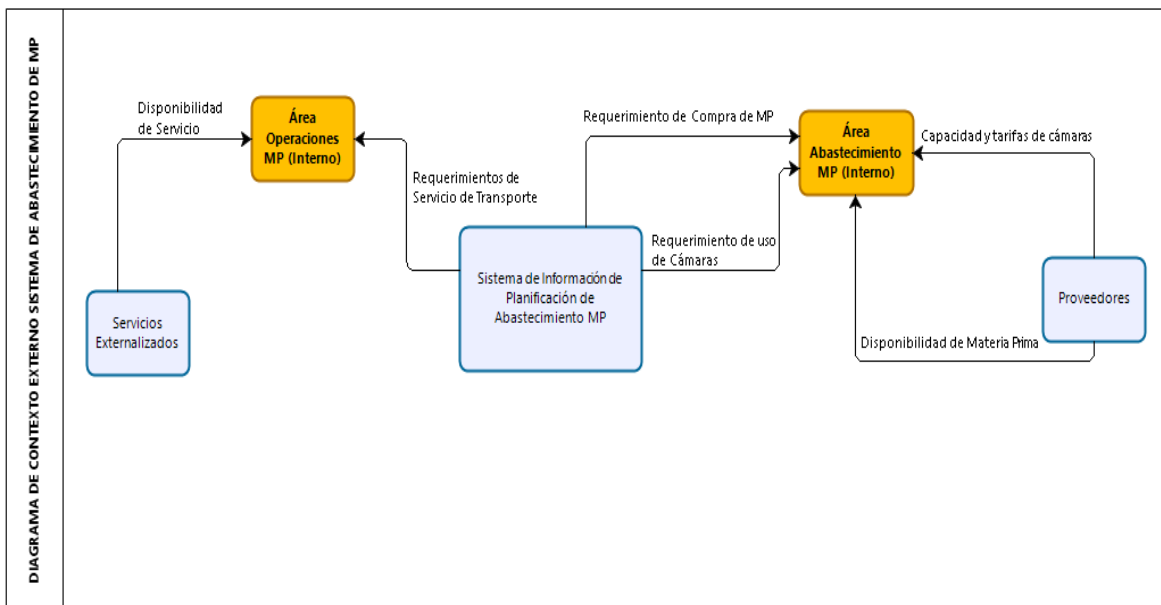 DIAGRAMA DE CONTEXTO EXTERNO SISTEMA DE ABASTECIMIENTO DE MP
Disponibilidad
de Servicio
Área
Operaciones
MP (Interno)
Requerimientos de
Servicio de Transporte
Requerimiento de Compra de MP
Área
Abastecimiento
MP (Interno)
Capacidad y tarifas de cámaras
Requerimiento de uso
de Cámaras
Sistema de Información de
Planificación de
Abastecimiento MP
Servicios
Externalizados
Proveedores
Disponibilidad de Materia Prima